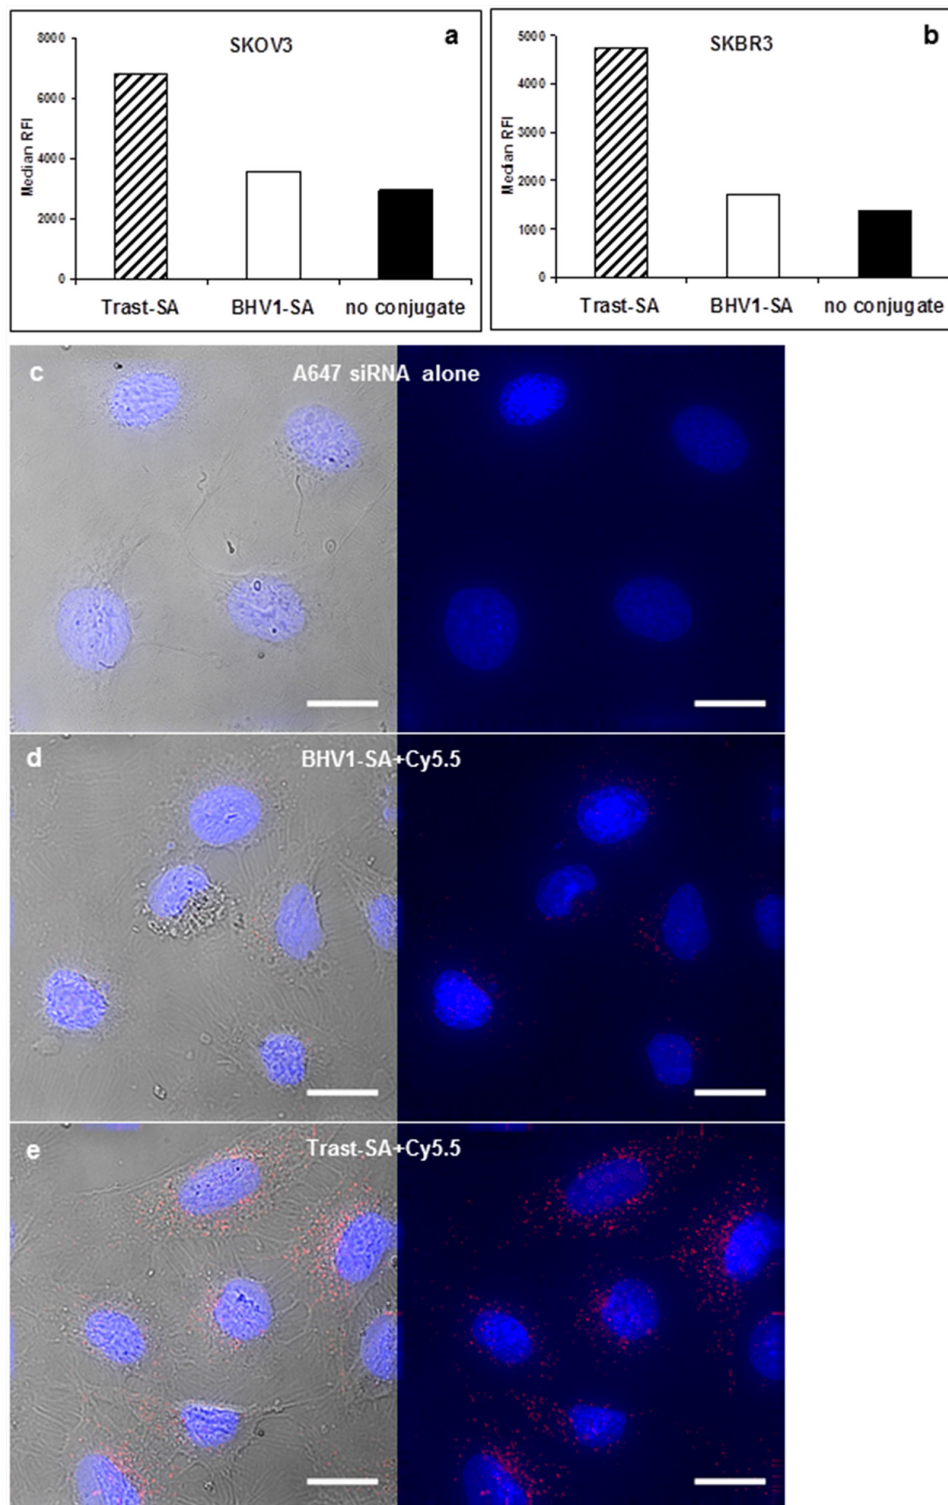 SKOV3
a
8000
6000
4000
2000
0
Median RFI
Trast-SA
BHV1-SA
no conjugate
SKBR3
b
5000
4000
3000
2000
1000
0
Median RFI
Trast-SA
BHV1-SA
no conjugate
c
A647 siRNA alone
d
BHV1-SA+Cy5.5
e
Trast-SA+Cy5.5